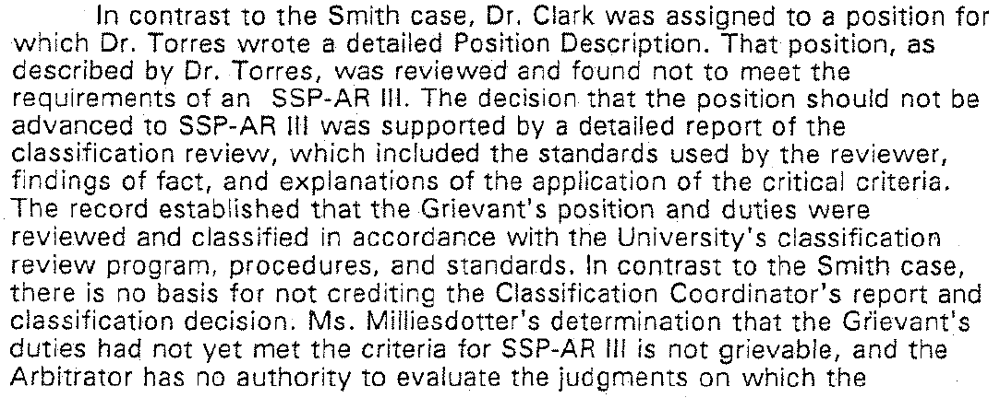 In contrast to the Smith case, Dr. Clark was assigned to a position for
which Dr. Torres wrote a detailed Position Description. That position, as
described by Dr. Torres, was reviewed and found not to meet the
requirements of an SSP-AR III. The decision that the position should not be
advanced to SSP-AR III was supported by a detailed report of the
classification review, which included the standards used by the reviewer,
findings of fact, and explanations of the application of the critical criteria.
The record established that the Grievant's position and duties were
reviewed and classified in accordance with the University's classification
review program, procedures, and standards. In contrast to the Smith case,
there is no basis for not crediting the Classification Coordinator's report and
classification decision. Ms. Milliesdotter's determination that the Grievant's
duties had not yet met the criteria for SSP-AR III is not grievable, and the
Arbitrator has no authority to evaluate the judgments on which the